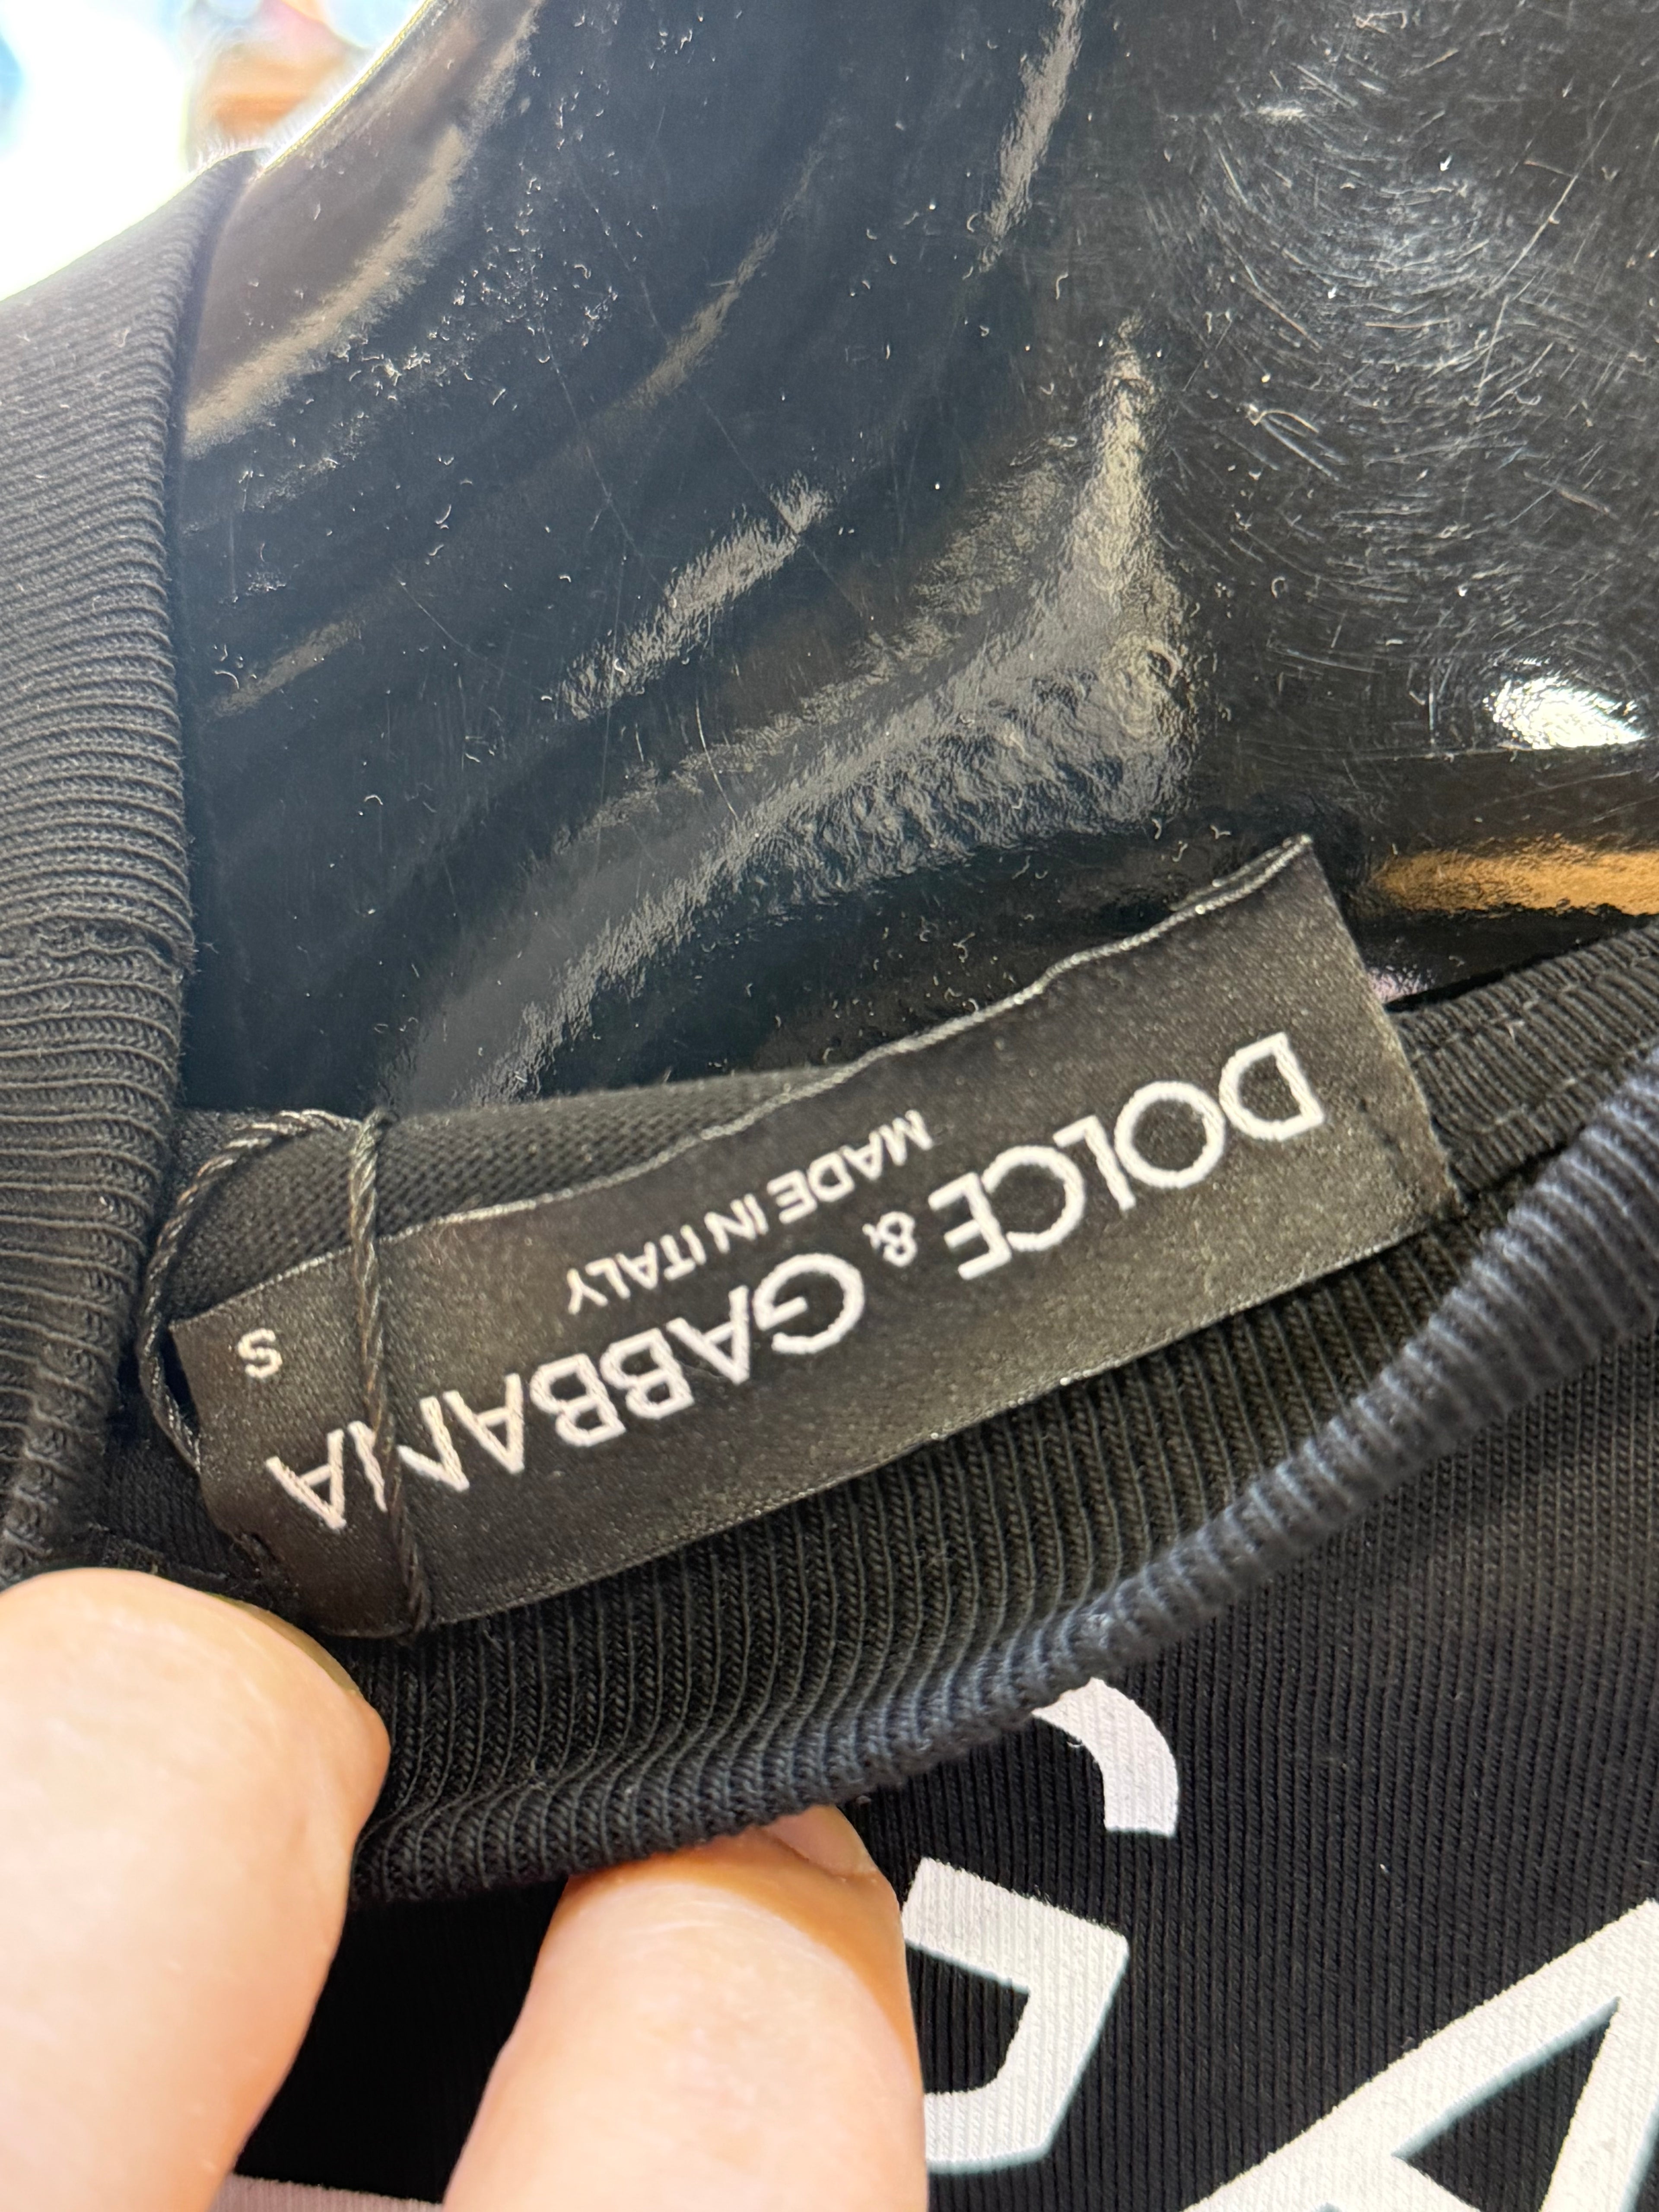 DOLCE & GABBANA
MADE IN ITALY
S